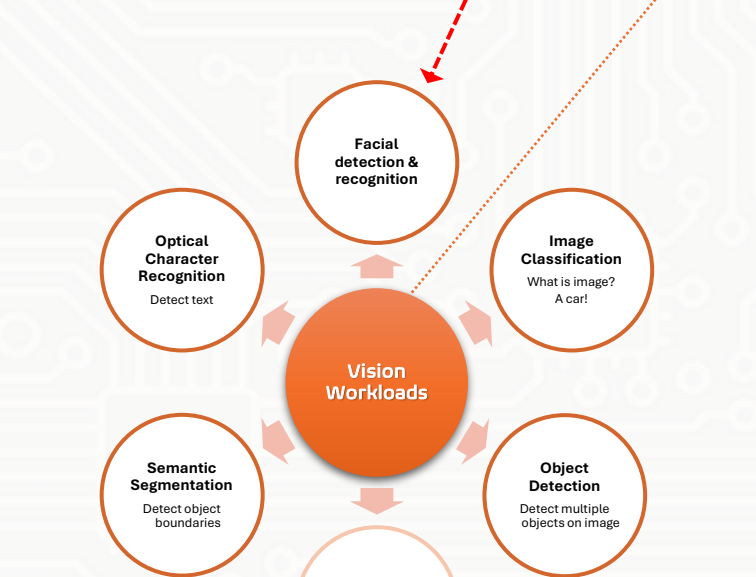 Facial
detection &
recognition
Optical
Character
Recognition
Detect text
Image
Classification
What is image?
A car!
Vision
Workloads
Semantic
Segmentation
Detect object
boundaries
Object
Detection
Detect multiple
objects on image